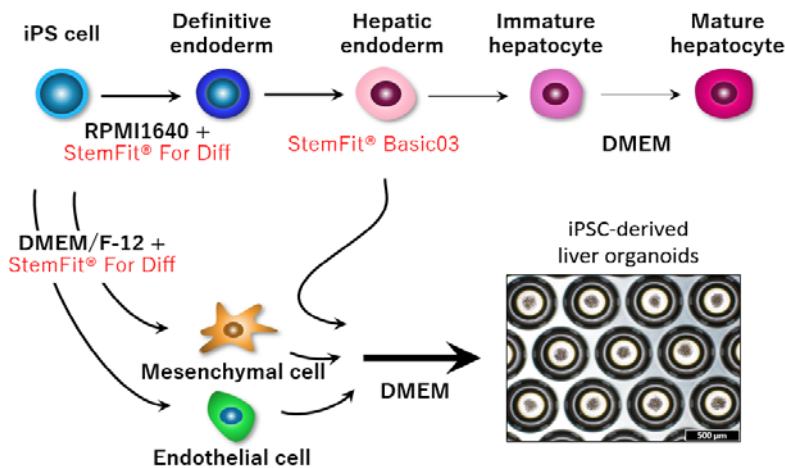 iPS cell
Definitive
endoderm
Hepatic
endoderm
Immature
hepatocyte
Mature
hepatocyte
RPMI1640 +
StemFit® For Diff
StemFit® Basic03
DMEM
DMEM/F-12 +
StemFit® For Diff
iPSC-derived
liver organoids
Mesenchymal cell
DMEM
Endothelial cell
500 μm